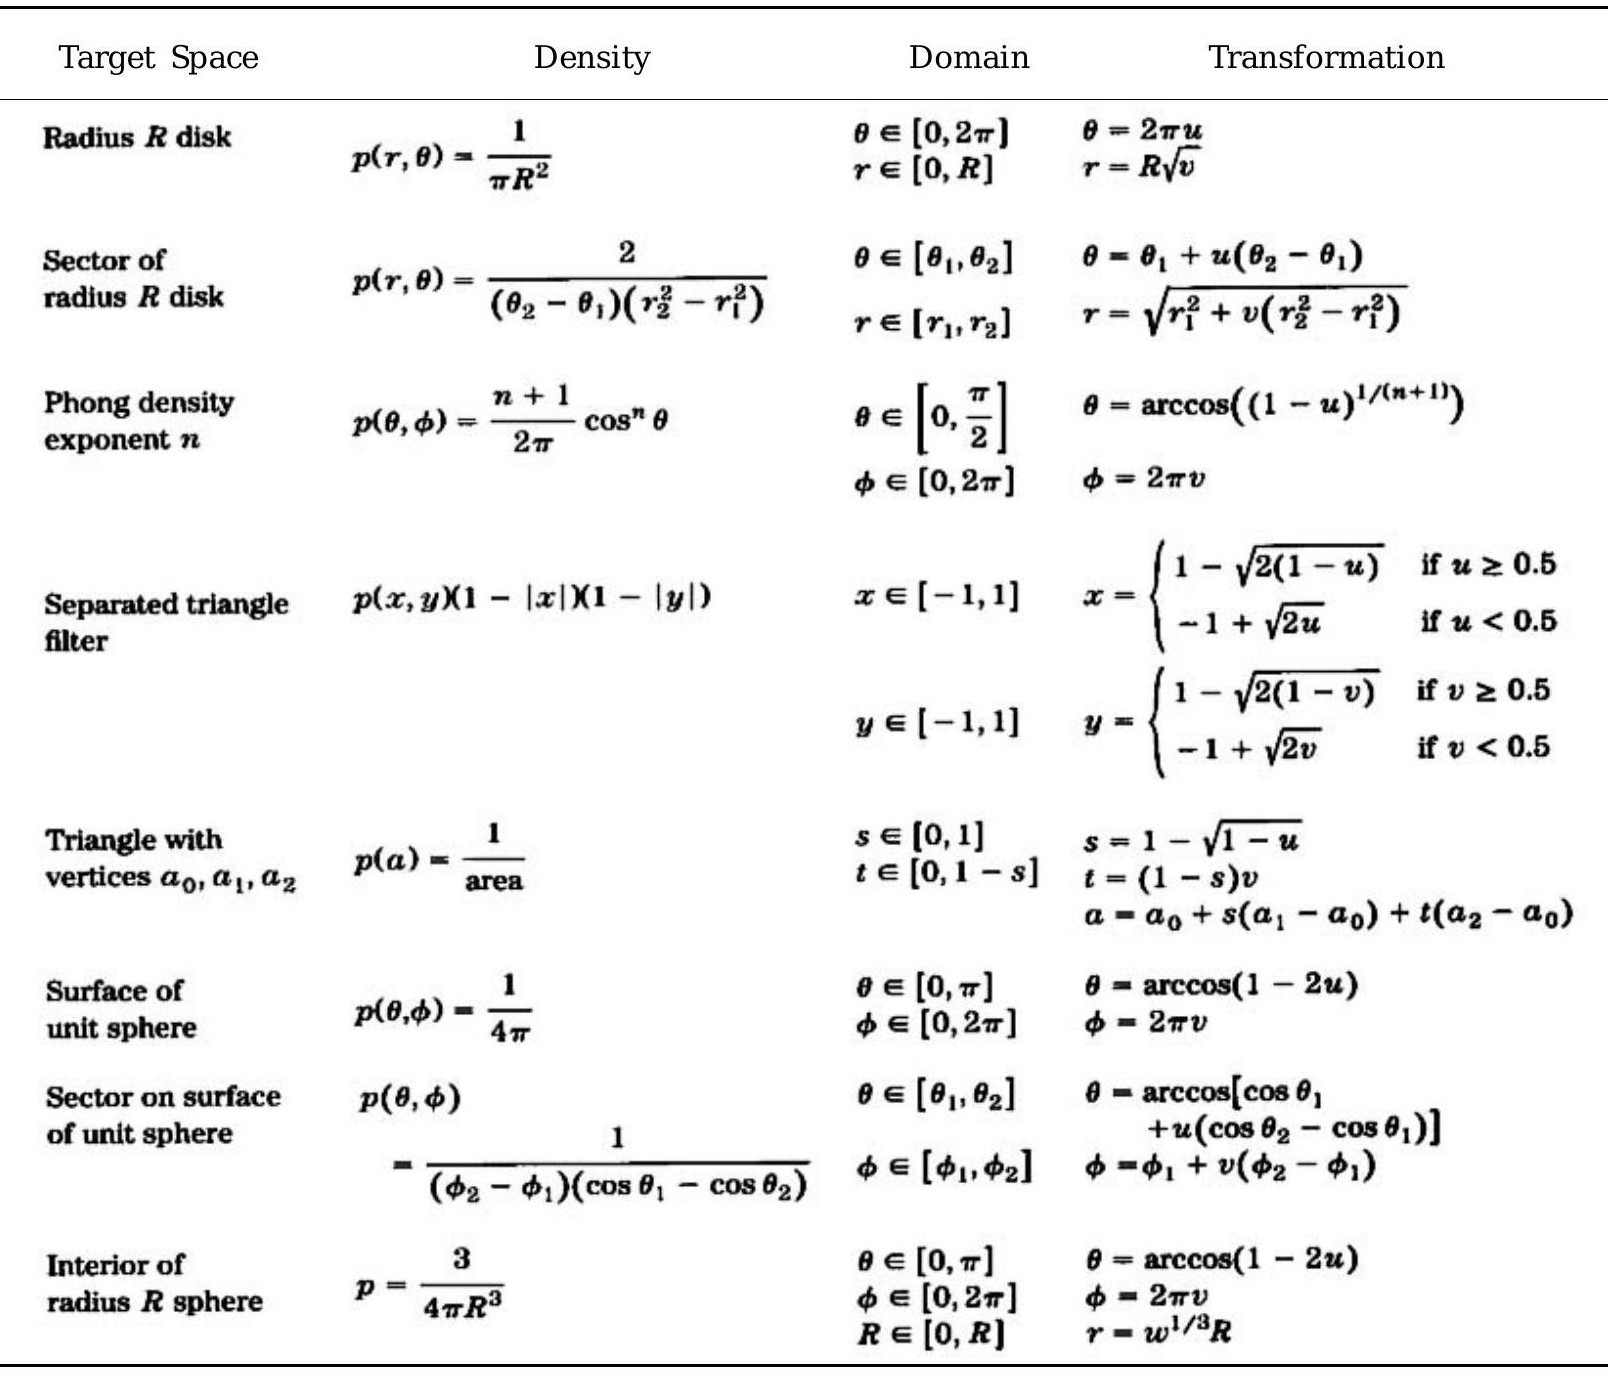 Target Space Density Domain Transformation
Radius R disk p(r, θ) = 1/(πR²) θ ∈ [0, 2π] θ = 2πu
r ∈ [0, R] r = R√v
Sector of radius R disk p(r, θ) = 2/((θ₂ − θ₁)(r₂² − r₁²)) θ ∈ [θ₁, θ₂] θ = θ₁ + u(θ₂ − θ₁)
r ∈ [r₁, r₂] r = √(r₁² + v(r₂² − r₁²))
Phong density exponent n p(θ, ϕ) = (n + 1)/(2π) cosⁿ θ θ ∈ [0, π/2] θ = arccos((1 − u)^(1/(n+1)))
ϕ ∈ [0, 2π] ϕ = 2πv
Separated triangle filter p(x, y)(1 − |x|)(1 − |y|) x ∈ [−1, 1] x = { 1 − √(2(1 − u)) if u ≥ 0.5
−1 + √(2u) if u < 0.5
y ∈ [−1, 1] y = { 1 − √(2(1 − v)) if v ≥ 0.5
−1 + √(2v) if v < 0.5
Triangle with vertices a₀, a₁, a₂ p(a) = 1/area s ∈ [0, 1] s = 1 − √(1 − u)
t ∈ [0, 1 − s] t = (1 − s)v
a = a₀ + s(a₁ − a₀) + t(a₂ − a₀)
Surface of unit sphere p(θ,ϕ) = 1/(4π) θ ∈ [0, π] θ = arccos(1 − 2u)
ϕ ∈ [0, 2π] ϕ = 2πv
Sector on surface of unit sphere p(θ, ϕ) = 1/((ϕ₂ − ϕ₁)(cos θ₁ − cos θ₂)) θ ∈ [θ₁, θ₂] θ = arccos[cos θ₁
+u(cos θ₂ − cos θ₁)]
ϕ ∈ [ϕ₁, ϕ₂] ϕ =ϕ₁ + v(ϕ₂ − ϕ₁)
Interior of radius R sphere p = 3/(4πR³) θ ∈ [0, π] θ = arccos(1 − 2u)
ϕ ∈ [0, 2π] ϕ = 2πv
R ∈ [0, R] r = w^(1/3)R